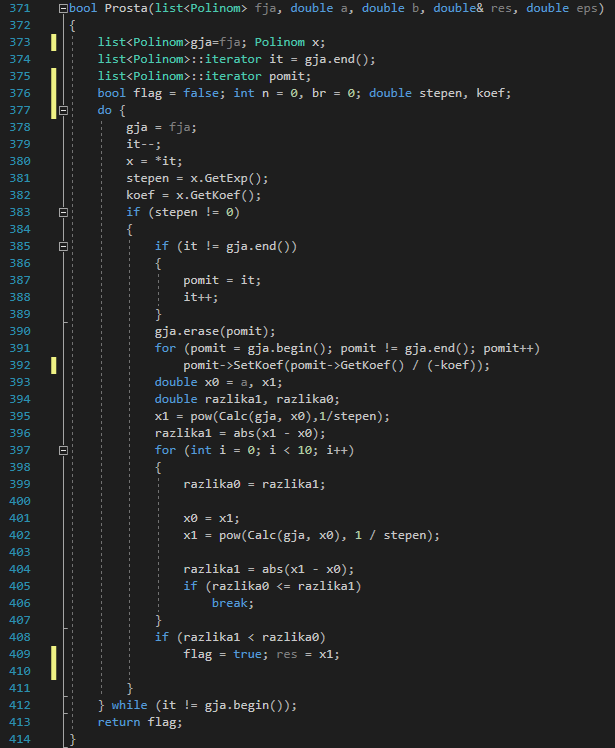 371 bool Prosta(list<Polinom> fja, double a, double b, double& res, double eps)
372 {
373 list<Polinom>gja=fja; Polinom x;
374 list<Polinom>::iterator it = gja.end();
375 list<Polinom>::iterator pomit;
376 bool flag = false; int n = 0, br = 0; double stepen, koef;
377 do {
378 gja = fja;
379 it--;
380 x = *it;
381 stepen = x.GetExp();
382 koef = x.GetKoef();
383 if (stepen != 0)
384 {
385 if (it != gja.end())
386 {
387 pomit = it;
388 it++;
389 }
390 gja.erase(pomit);
391 for (pomit = gja.begin(); pomit != gja.end(); pomit++)
392 pomit->SetKoef(pomit->GetKoef() / (-koef));
393 double x0 = a, x1;
394 double razlika1, razlika0;
395 x1 = pow(Calc(gja, x0),1/stepen);
396 razlika1 = abs(x1 - x0);
397 for (int i = 0; i < 10; i++)
398 {
399 razlika0 = razlika1;
400
401 x0 = x1;
402 x1 = pow(Calc(gja, x0), 1 / stepen);
403
404 razlika1 = abs(x1 - x0);
405 if (razlika0 <= razlika1)
406 break;
407 }
408 if (razlika1 < razlika0)
409 flag = true; res = x1;
410
411 }
412 } while (it != gja.begin());
413 return flag;
414 }